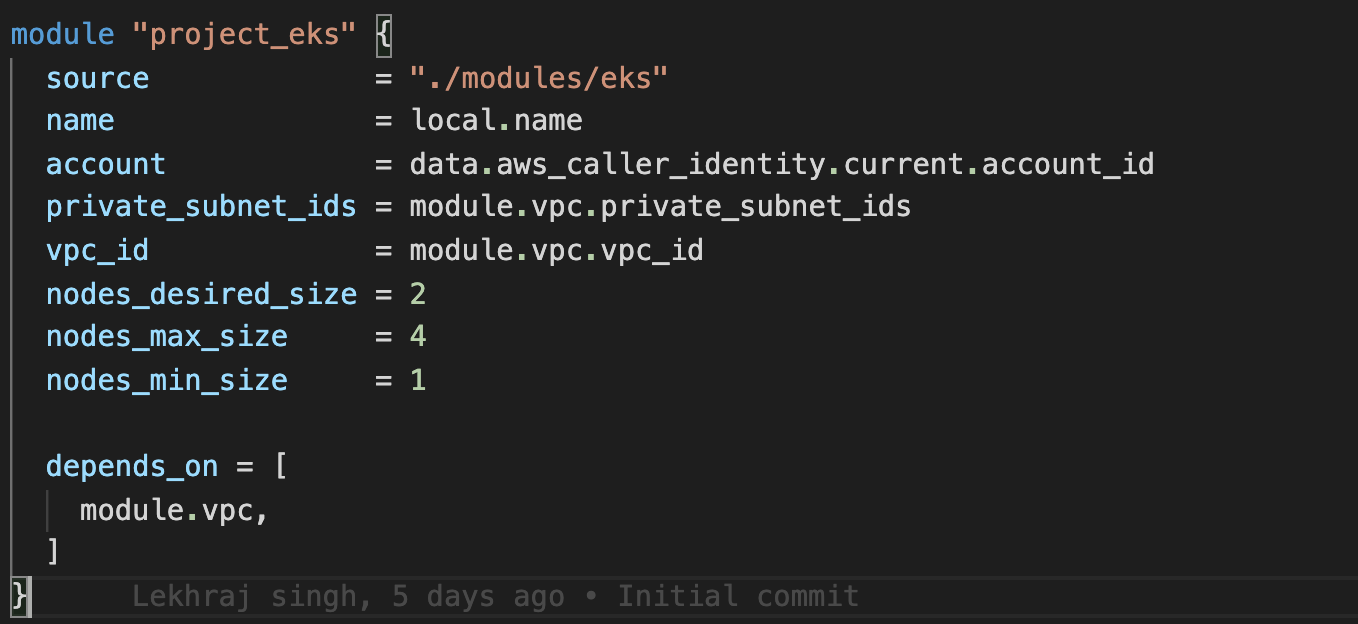 module "project_eks" {
  source             = "./modules/eks"
  name               = local.name
  account            = data.aws_caller_identity.current.account_id
  private_subnet_ids = module.vpc.private_subnet_ids
  vpc_id             = module.vpc.vpc_id
  nodes_desired_size = 2
  nodes_max_size     = 4
  nodes_min_size     = 1

  depends_on = [
    module.vpc,
  ]
}      Lekhraj singh, 5 days ago • Initial commit